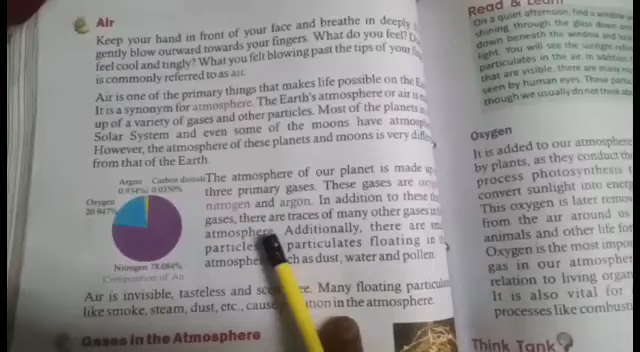 Air
Keep your hand in front of your face and breathe in deeply
gently blow outward towards your fingers. What do you feel?
feel cool and tingly? What you felt blowing past the tips of your
is commonly referred to as air.
Air is one of the primary things that makes life possible on the
It is a synonym for atmosphere. The Earth's atmosphere or air is
up of a variety of gases and other particles. Most of the planets
Solar System and even some of the moons have
However, the atmosphere of these planets and moons is very
from that of the Earth.
Argon Carbon dioxide
0.934% 0.0350%
Oxygen
20.947%
Nitrogen 78.084%
Composition of Air
The atmosphere of our planet is made
three primary gases. These gases are
nitrogen and argon. In addition to these
gases, there are traces of many other gases in
atmosphere. Additionally, there are
particles particulates floating in
as dust, water and pollen.
Air is invisible, tasteless and Many floating
like smoke, steam, dust, etc., in the atmosphere.
Gases in the Atmosphere
Read & Learn
On a quiet afternoon, find a window
shining through the glass down
down beneath the window and
light. You will see the sunlight
particulates in the air. In addition
that are visible, there are many
seen by human eyes. These
though we usually do not think
Oxygen
It is added to our atmosphere
by plants, as they conduct the
process photosynthesis
convert sunlight into
This oxygen is later
from the air around us
animals and other life
Oxygen is the most
gas in our
relation to living
It is also vital for
processes like
Think Tank